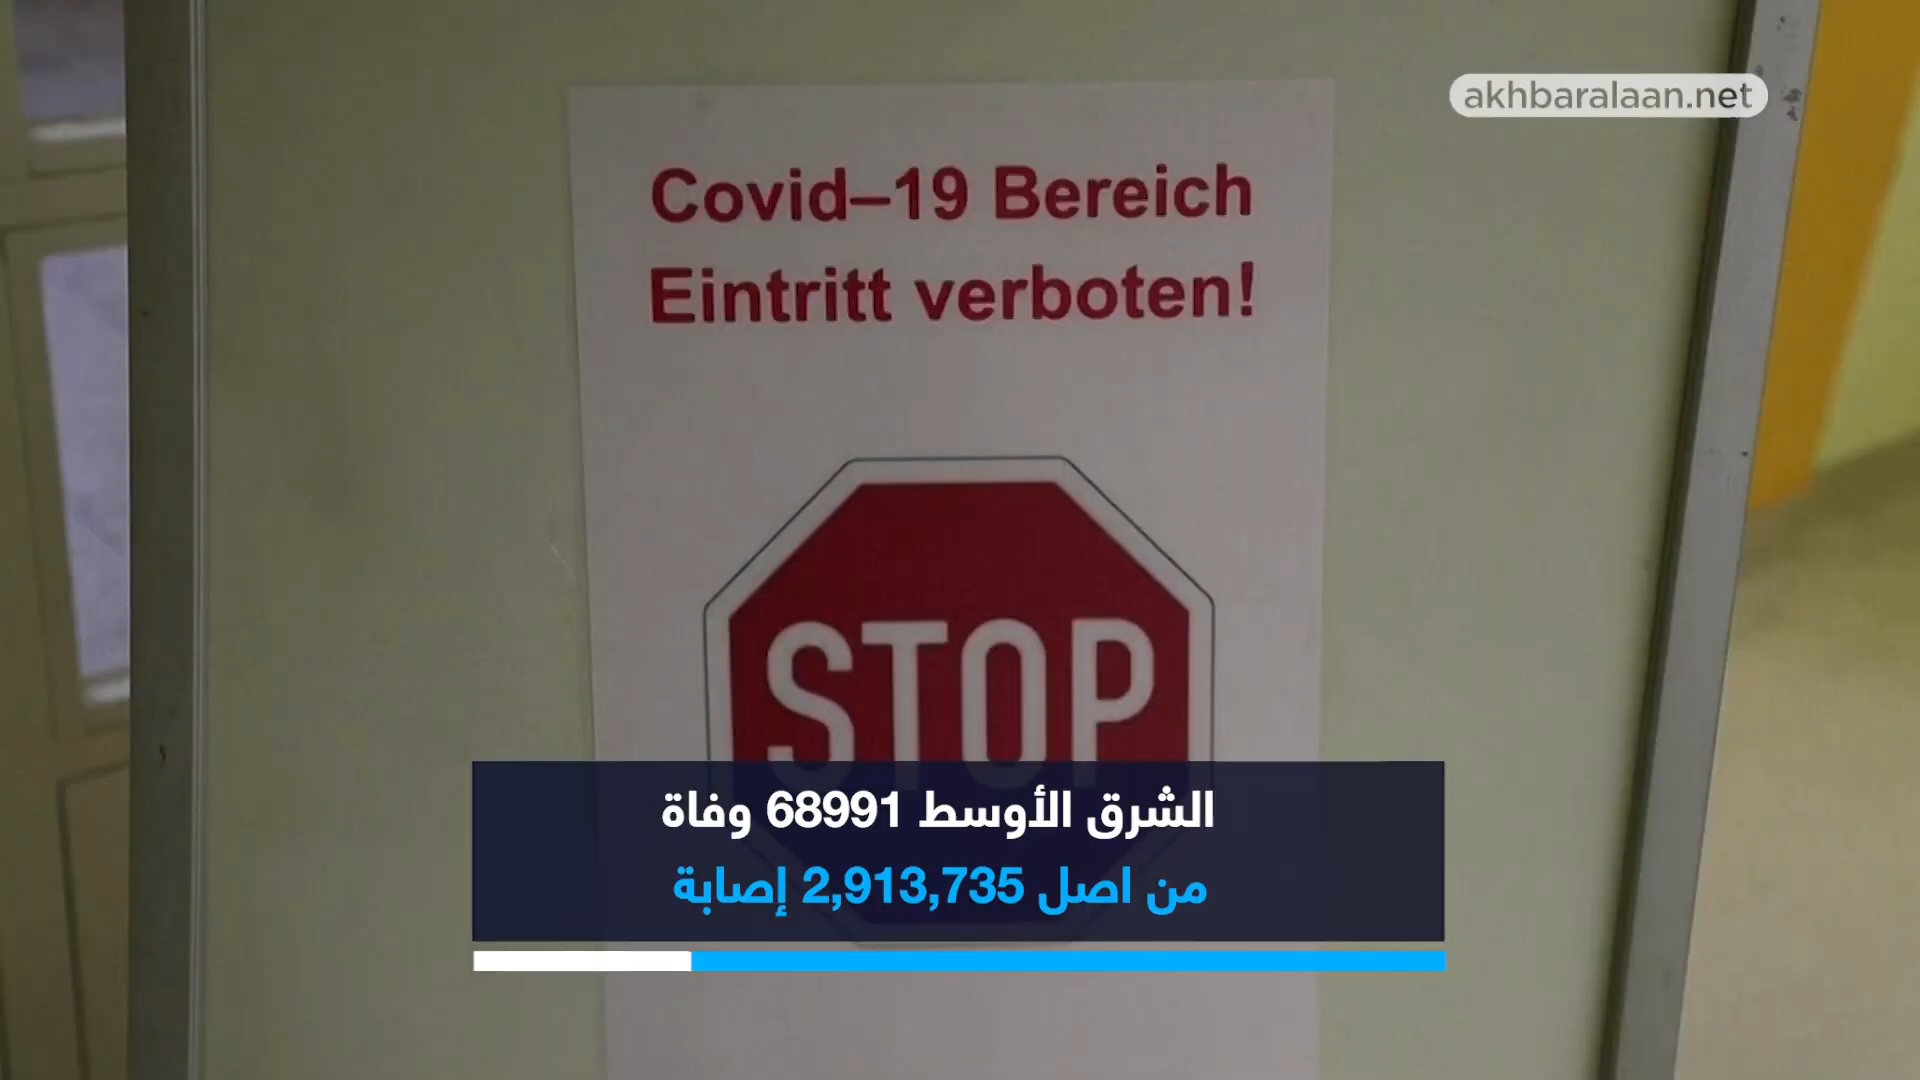 akhbaralaan.net
Covid–19 Bereich
Eintritt verboten!
STOP
الشرق الأوسط 68991 وفاة
من اصل 2,913,735 إصابة